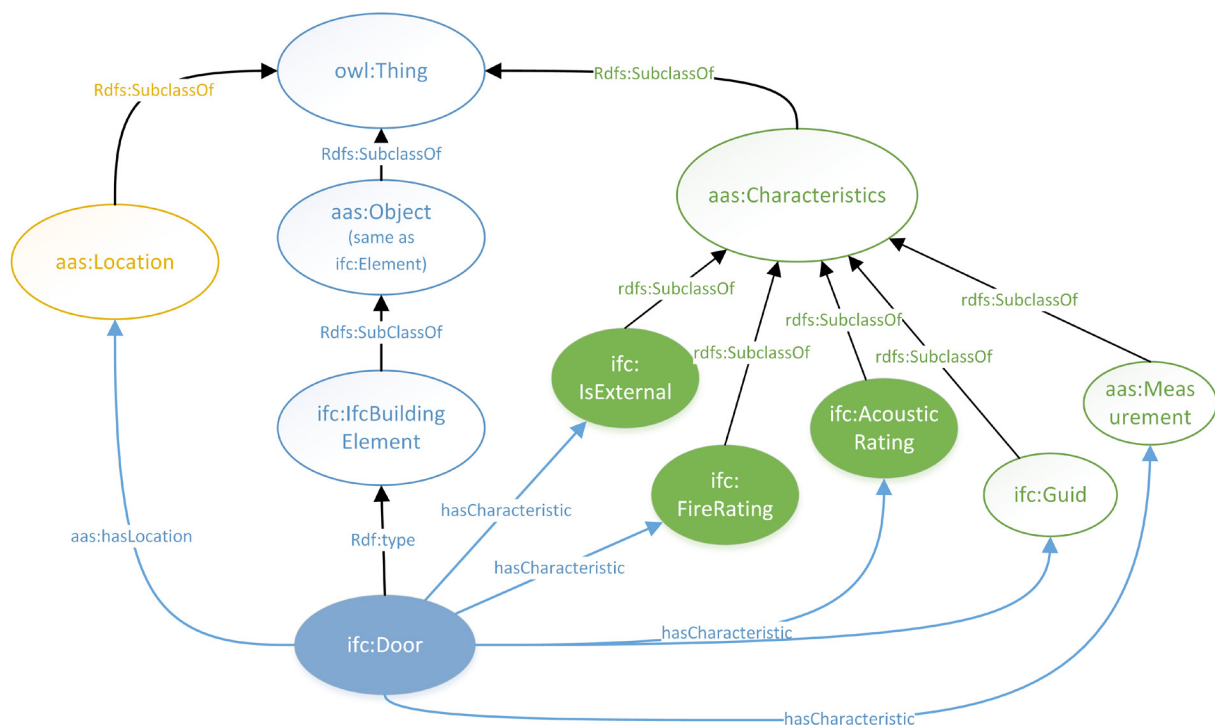 owl:Thing
Rdfs:SubclassOf
Rdfs:SubclassOf
Rdfs:SubclassOf
aas:Object
(same as
ifc:Element)
aas:Characteristics
aas:Location
rdfs:SubclassOf
rdfs:SubclassOf
rdfs:SubclassOf
Rdfs:SubClassOf
rdfs:SubclassOf
rdfs:SubclassOf
ifc:
IsExternal
aas:Meas
urement
ifc:IfcBuilding
Element
ifc:Acoustic
Rating
ifc:
FireRating
ifc:Guid
hasCharacteristic
aas:hasLocation
Rdf:type
hasCharacteristic
ifc:Door
hasCharacteristic
hasCharacteristic